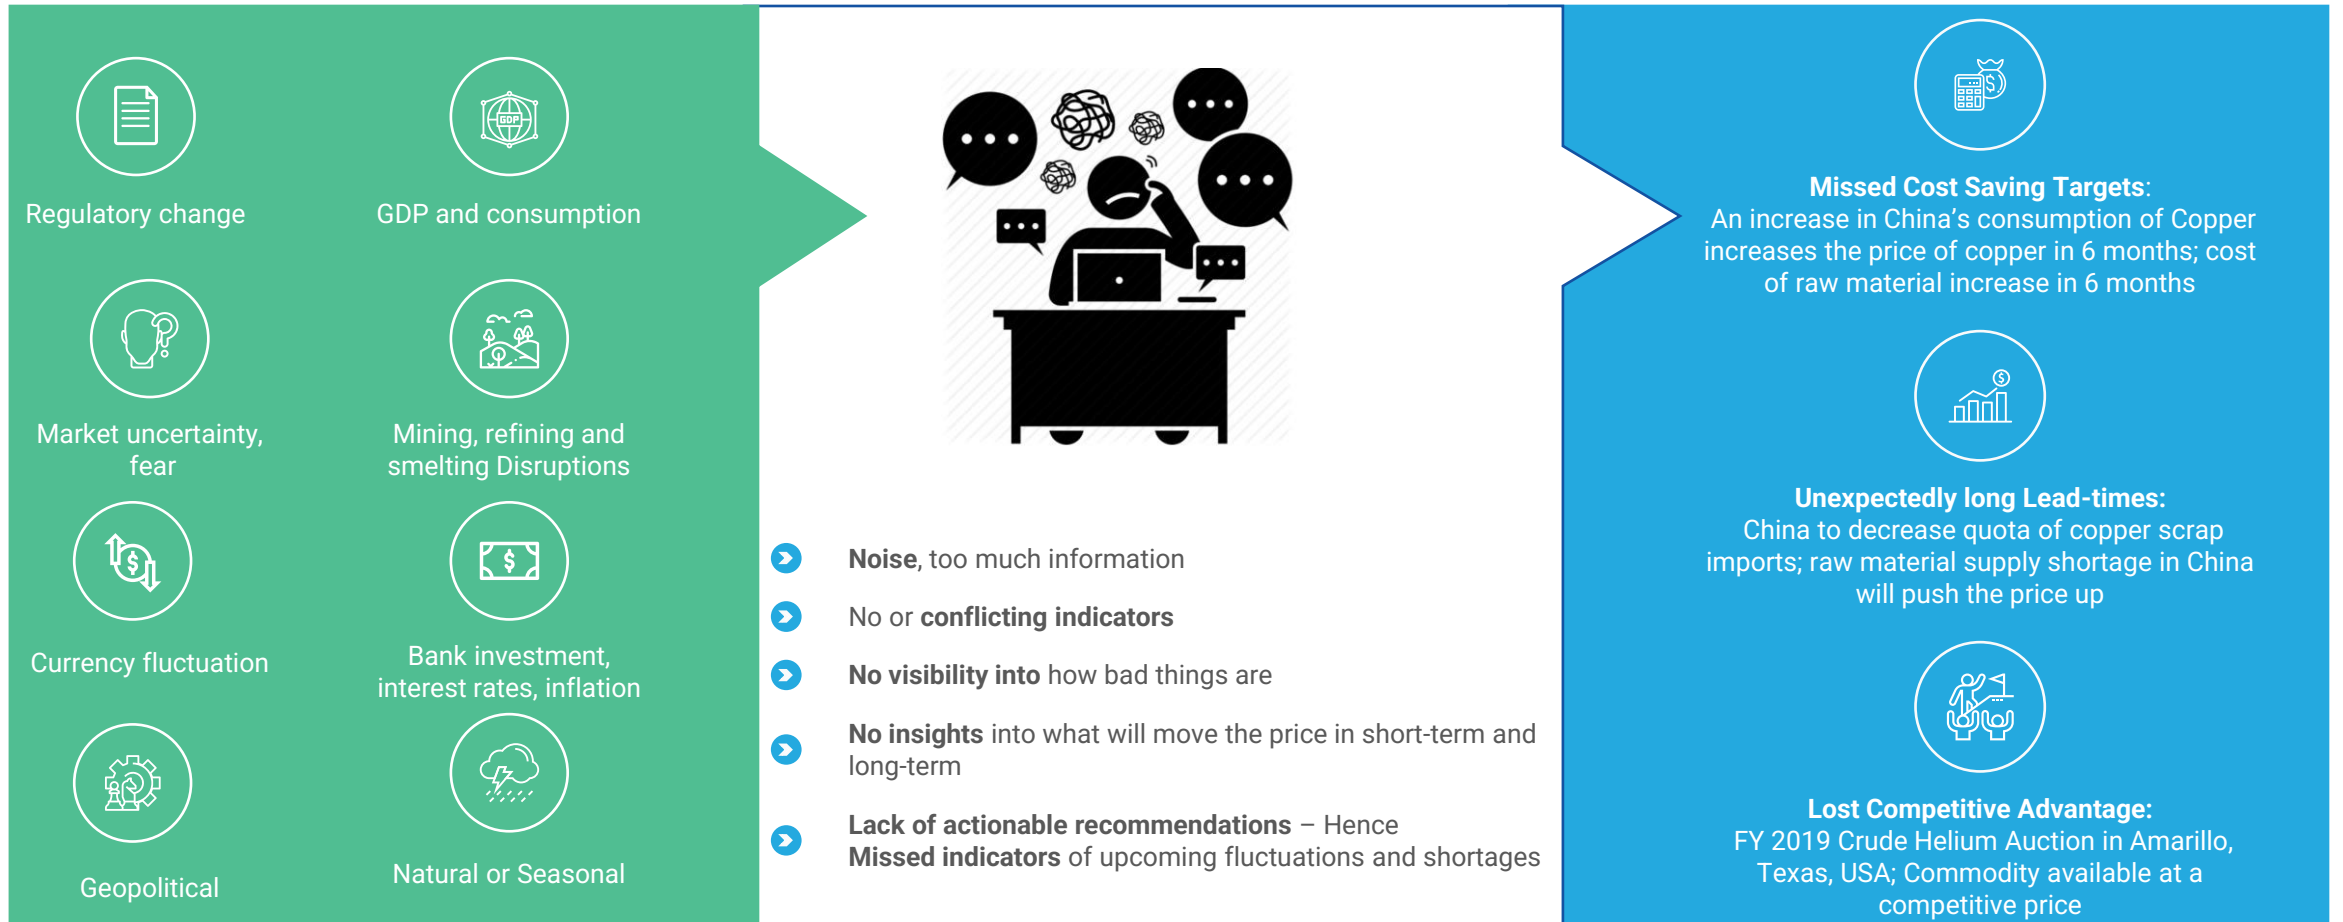 Regulatory change
GDP and consumption
GDP
Market uncertainty,
fear
Mining, refining and
smelting Disruptions
Currency fluctuation
Bank investment,
interest rates, inflation
Geopolitical
Natural or Seasonal
Noise, too much information
No or conflicting indicators
No visibility into how bad things are
No insights into what will move the price in short-term and
long-term
Lack of actionable recommendations – Hence
Missed indicators of upcoming fluctuations and shortages
Missed Cost Saving Targets:
An increase in China’s consumption of Copper
increases the price of copper in 6 months; cost
of raw material increase in 6 months
Unexpectedly long Lead-times:
China to decrease quota of copper scrap
imports; raw material supply shortage in China
will push the price up
Lost Competitive Advantage:
FY 2019 Crude Helium Auction in Amarillo,
Texas, USA; Commodity available at a
competitive price